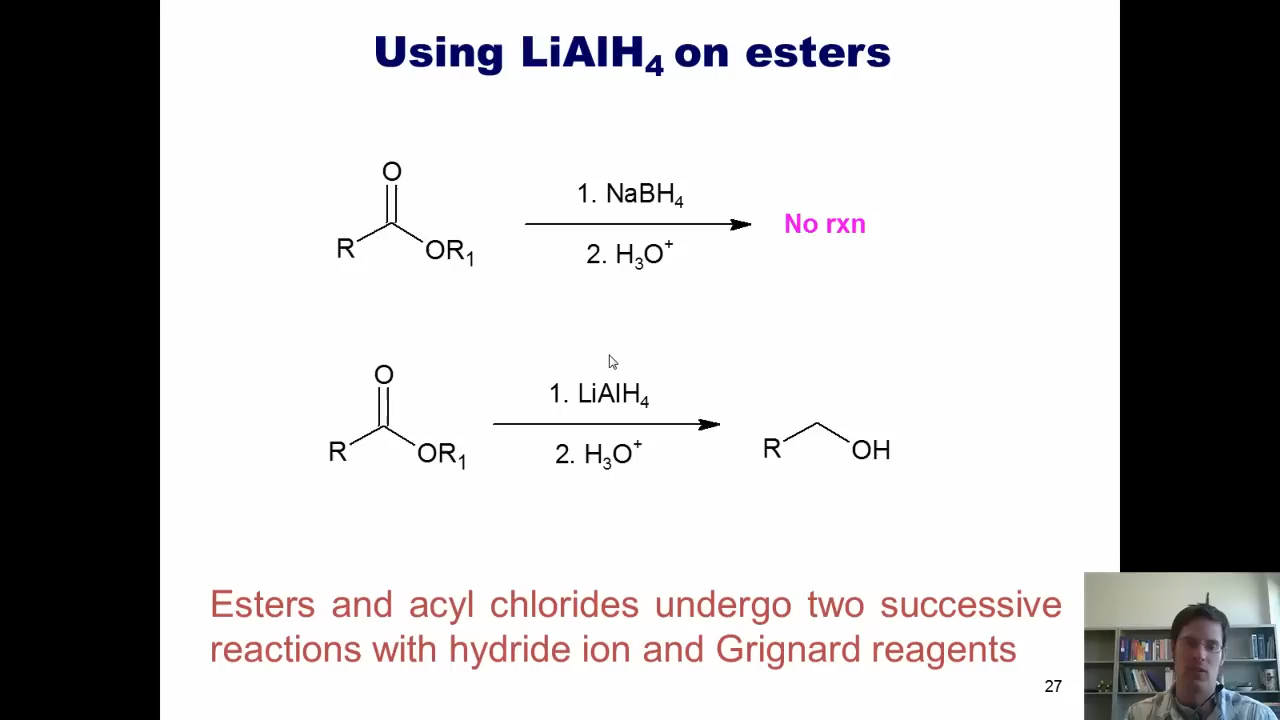 Using LiAlH4 on esters
O
1. NaBH4
R OR1 No rxn
2. H3O+
O
1. LiAlH4
R OR1 R OH
2. H3O+
Esters and acyl chlorides undergo two successive
reactions with hydride ion and Grignard reagents
27